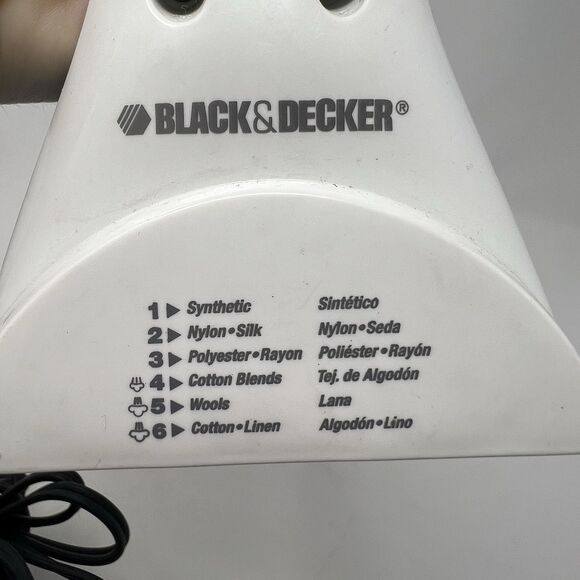 BLACK&DECKER®
1 ▶ Synthetic Sintético
2 ▶ Nylon•Silk Nylon•Seda
3 ▶ Polyester•Rayon Poliéster•Rayón
4 ▶ Cotton Blends Tej. de Algodón
5 ▶ Wools Lana
6 ▶ Cotton•Linen Algodón•Lino